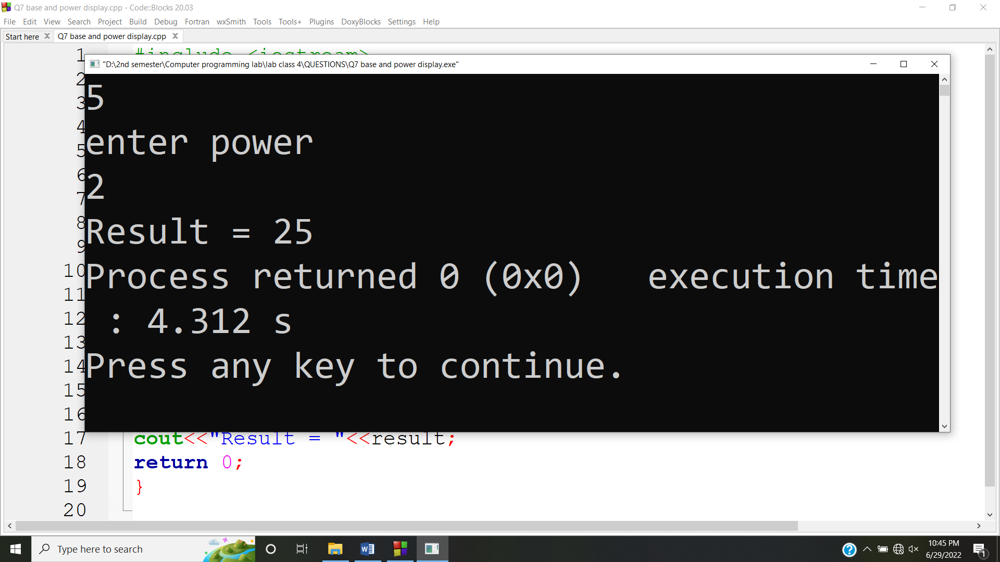 Q7 base and power display.cpp - Code::Blocks 20.03
File Edit View Search Project Build Debug Fortran wxSmith Tools Tools+ Plugins DoxyBlocks Settings Help
Start here X Q7 base and power display.cpp X
1 #include <iostream>
"D:\2nd semester\Computer programming lab\lab class 4\QUESTIONS\Q7 base and power display.exe"
2
3
4
5
6
7
8
9
10
11
12
13
14
15
16
5
enter power
2
Result = 25
Process returned 0 (0x0)   execution time
: 4.312 s
Press any key to continue.
17 cout<<"Result = "<<result;
18 return 0;
19 }
20
Type here to search
10:45 PM
6/29/2022
1